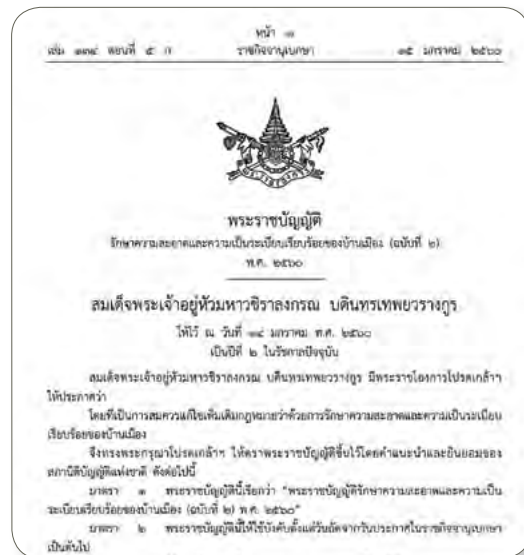 หน้า ๑
เล่ม ๑๓๔ ตอนที่ ๕ ก ราชกิจจานุเบกษา ๑๕ มกราคม ๒๕๖๐
พระราชบัญญัติ
รักษาความสะอาดและความเป็นระเบียบเรียบร้อยของบ้านเมือง (ฉบับที่ ๒)
พ.ศ. ๒๕๖๐
สมเด็จพระเจ้าอยู่หัวมหาวชิราลงกรณ บดินทรเทพยวรางกูร
ให้ไว้ ณ วันที่ ๑๔ มกราคม พ.ศ. ๒๕๖๐
เป็นปีที่ ๒ ในรัชกาลปัจจุบัน
สมเด็จพระเจ้าอยู่หัวมหาวชิราลงกรณ บดินทรเทพยวรางกูร มีพระราชโองการโปรดเกล้าฯ
ให้ประกาศว่า
โดยที่เป็นการสมควรแก้ไขเพิ่มเติมกฎหมายว่าด้วยการรักษาความสะอาดและความเป็นระเบียบ
เรียบร้อยของบ้านเมือง
จึงทรงพระกรุณาโปรดเกล้าฯ ให้ตราพระราชบัญญัติขึ้นไว้โดยคำแนะนำและยินยอมของ
สภานิติบัญญัติแห่งชาติ ดังต่อไปนี้
มาตรา ๑ พระราชบัญญัตินี้เรียกว่า “พระราชบัญญัติรักษาความสะอาดและความเป็น
ระเบียบเรียบร้อยของบ้านเมือง (ฉบับที่ ๒) พ.ศ. ๒๕๖๐”
มาตรา ๒ พระราชบัญญัตินี้ให้ใช้บังคับตั้งแต่วันถัดจากวันประกาศในราชกิจจานุเบกษา
เป็นต้นไป